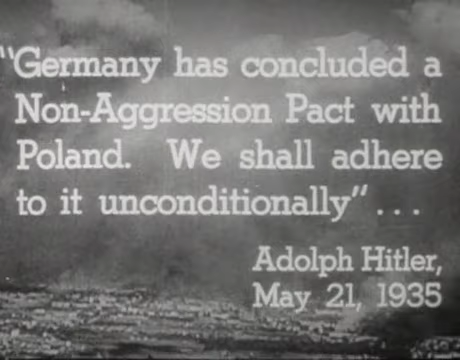 "Germany has concluded a
Non-Aggression Pact with
Poland. We shall adhere
to it unconditionally"...
Adolph Hitler,
May 21, 1935